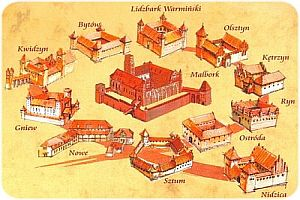 Lidzbark Warmiński
Bytów
Olsztyn
Kwidzyn
Kętrzyn
Malbork
Ryn
Gniew
Ostróda
Nowe
Sztum
Nidzica